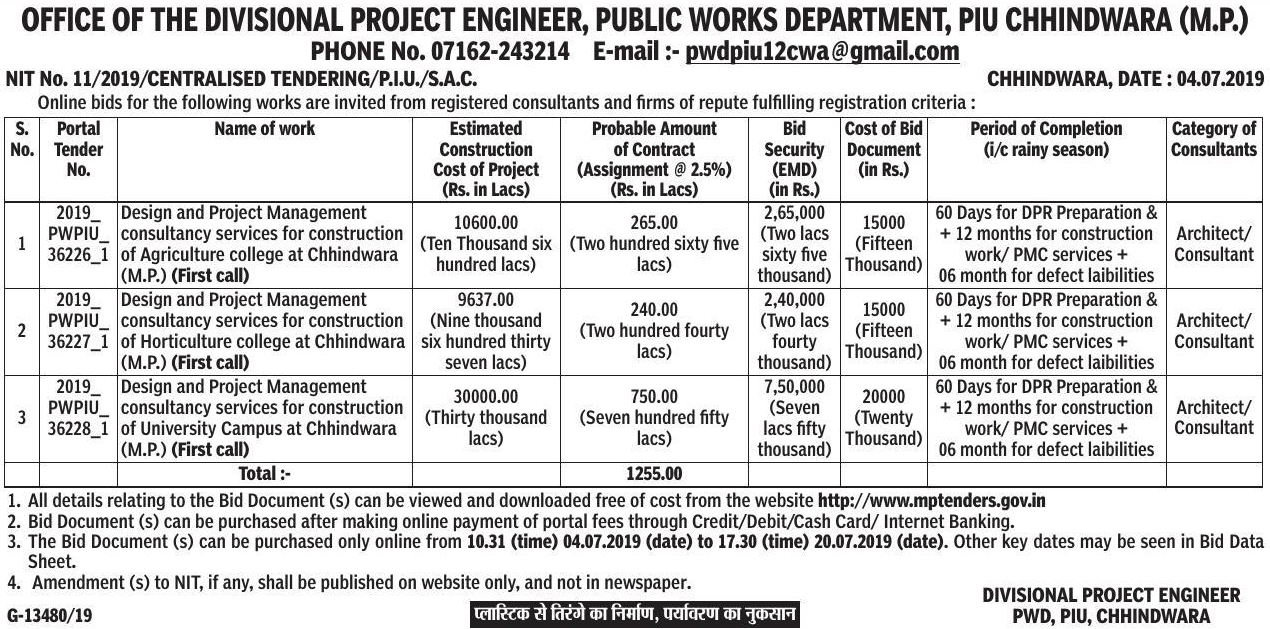 OFFICE OF THE DIVISIONAL PROJECT ENGINEER, PUBLIC WORKS DEPARTMENT, PIU CHHINDWARA (M.P.)
PHONE No. 07162-243214 E-mail :- pwdpiu12cwa@gmail.com
NIT No. 11/2019/CENTRALISED TENDERING/P.I.U./S.A.C. CHHINDWARA, DATE : 04.07.2019
Online bids for the following works are invited from registered consultants and firms of repute fulfilling registration criteria :
S. No.
Portal Tender No.
Name of work
Estimated Construction Cost of Project (Rs. in Lacs)
Probable Amount of Contract (Assignment @ 2.5%) (Rs. in Lacs)
Bid Security (EMD) (in Rs.)
Cost of Bid Document (in Rs.)
Period of Completion (i/c rainy season)
Category of Consultants
1
2019_
PWPIU_
36226_1
Design and Project Management
consultancy services for construction
of Agriculture college at Chhindwara
(M.P.) (First call)
10600.00
(Ten Thousand six
hundred lacs)
265.00
(Two hundred sixty five
lacs)
2,65,000
(Two lacs
sixty five
thousand)
15000
(Fifteen
Thousand)
60 Days for DPR Preparation &
+ 12 months for construction
work/ PMC services +
06 month for defect laibilities
Architect/
Consultant
2
2019_
PWPIU_
36227_1
Design and Project Management
consultancy services for construction
of Horticulture college at Chhindwara
(M.P.) (First call)
9637.00
(Nine thousand
six hundred thirty
seven lacs)
240.00
(Two hundred fourty
lacs)
2,40,000
(Two lacs
fourty
thousand)
15000
(Fifteen
Thousand)
60 Days for DPR Preparation &
+ 12 months for construction
work/ PMC services +
06 month for defect laibilities
Architect/
Consultant
3
2019_
PWPIU_
36228_1
Design and Project Management
consultancy services for construction
of University Campus at Chhindwara
(M.P.) (First call)
30000.00
(Thirty thousand
lacs)
750.00
(Seven hundred fifty
lacs)
7,50,000
(Seven
lacs fifty
thousand)
20000
(Twenty
Thousand)
60 Days for DPR Preparation &
+ 12 months for construction
work/ PMC services +
06 month for defect laibilities
Architect/
Consultant
Total :- 1255.00
1. All details relating to the Bid Document (s) can be viewed and downloaded free of cost from the website http://www.mptenders.gov.in
2. Bid Document (s) can be purchased after making online payment of portal fees through Credit/Debit/Cash Card/ Internet Banking.
3. The Bid Document (s) can be purchased only online from 10.31 (time) 04.07.2019 (date) to 17.30 (time) 20.07.2019 (date). Other key dates may be seen in Bid Data
Sheet.
4. Amendment (s) to NIT, if any, shall be published on website only, and not in newspaper.
DIVISIONAL PROJECT ENGINEER
G-13480/19 प्लास्टिक से तिरंगे का निर्माण, पर्यावरण का नुकसान PWD, PIU, CHHINDWARA